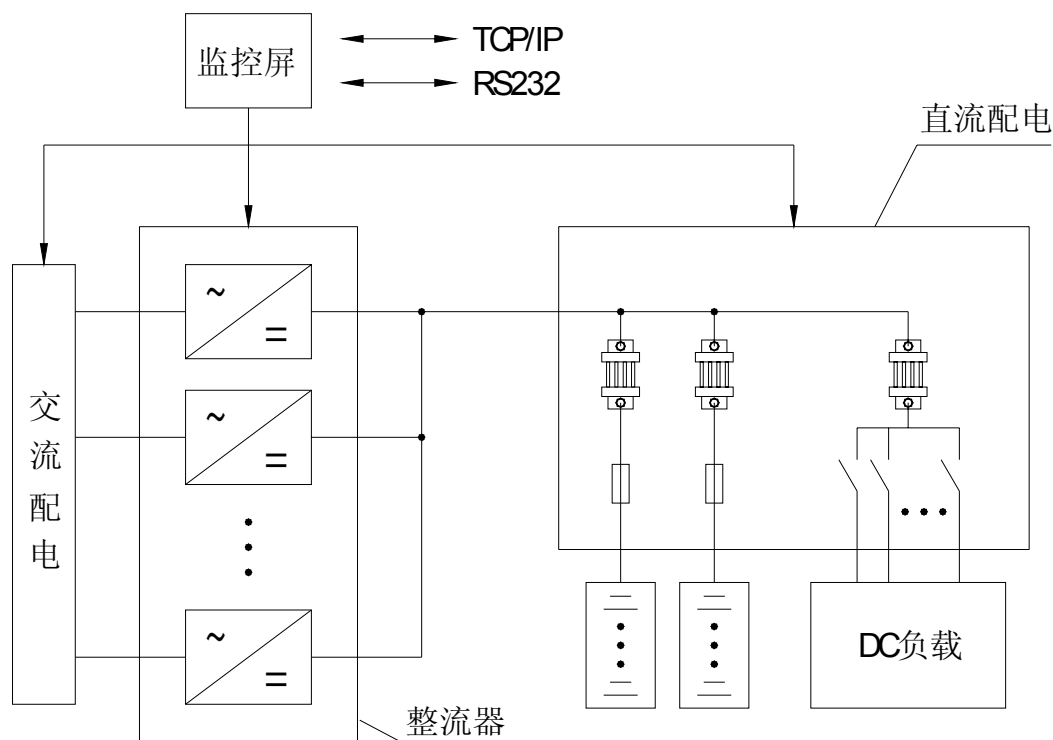 监控屏
TCP/IP
RS232
直流配电
~
=
~
=
交流配电
~
=
DC负载
整流器